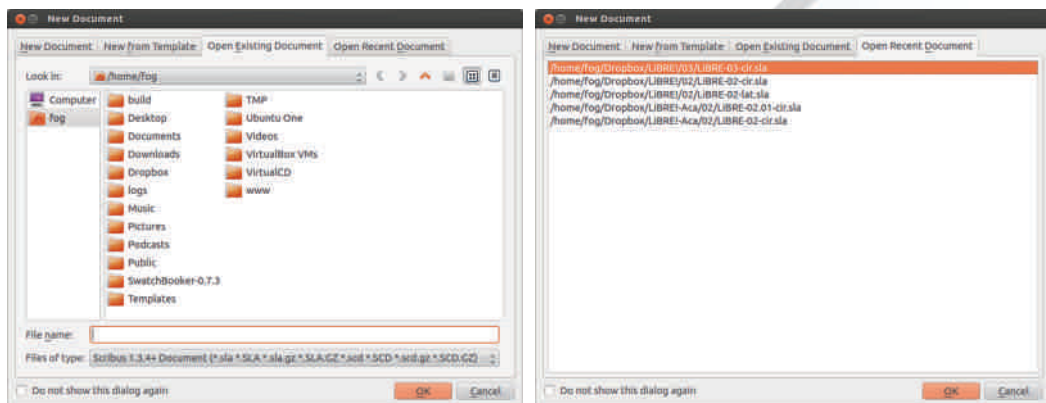 New Document
New Document New from Template Open Existing Document Open Recent Document
Look in: /home/fog
Computer
fog
build
Desktop
Documents
Downloads
Dropbox
logs
Music
Pictures
Podcasts
Public
SwatchBooker-0.7.3
Templates
TMP
Ubuntu One
Videos
VirtualBox VMs
VirtualCD
www
File name:
Files of type: Scribus 1.3.4+ Document (*.sla *.SLA *.sla.gz *.SLA.GZ *.scd *.SCD *.scd.gz *.SCD.GZ)
Do not show this dialog again OK Cancel
New Document
New Document New from Template Open Existing Document Open Recent Document
/home/fog/Dropbox/LiBRE!/03/LiBRE-03-cir.sla
/home/fog/Dropbox/LiBRE!/02/LiBRE-02-cir.sla
/home/fog/Dropbox/LiBRE!/02/LiBRE-02-lat.sla
/home/fog/Dropbox/LiBRE!-Aca/02/LiBRE-02.01-cir.sla
/home/fog/Dropbox/LiBRE!-Aca/02/LiBRE-02-cir.sla
Do not show this dialog again OK Cancel